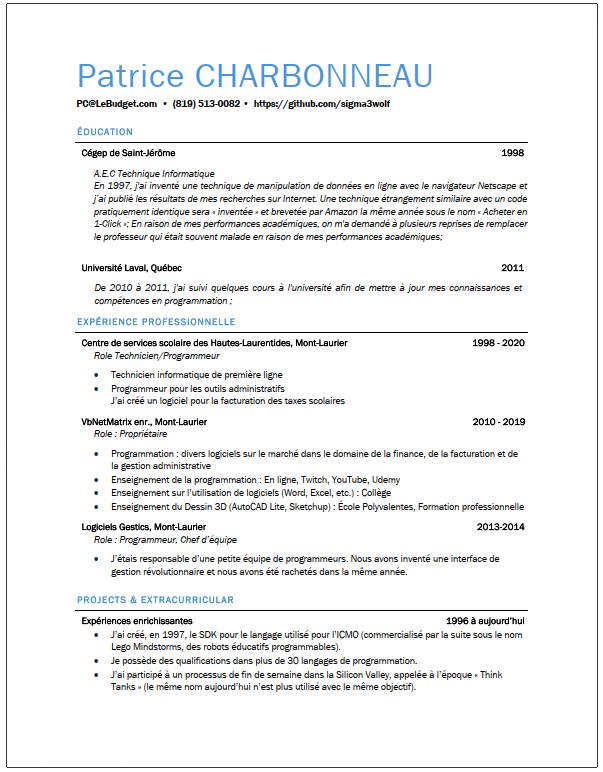 Patrice CHARBONNEAU
PC@LeBudget.com • (819) 513-0082 • https://github.com/sigma3wolf
ÉDUCATION
Cégep de Saint-Jérôme 1998
A.E.C Technique Informatique
En 1997, j'ai inventé une technique de manipulation de données en ligne avec le navigateur Netscape et
j'ai publié les résultats de mes recherches sur Internet. Une technique étrangement similaire avec un code
pratiquement identique sera « inventée » et brevetée par Amazon la même année sous le nom « Acheter en
1-Click »; En raison de mes performances académiques, on m'a demandé à plusieurs reprises de remplacer
le professeur qui était souvent malade en raison de mes performances académiques;
Université Laval, Québec 2011
De 2010 à 2011, j'ai suivi quelques cours à l'université afin de mettre à jour mes connaissances et
compétences en programmation ;
EXPÉRIENCE PROFESSIONNELLE
Centre de services scolaire des Hautes-Laurentides, Mont-Laurier 1998 - 2020
Role Technicien/Programmeur
• Technicien informatique de première ligne
• Programmeur pour les outils administratifs
J'ai créé un logiciel pour la facturation des taxes scolaires
VbNetMatrix enr., Mont-Laurier 2010 - 2019
Role : Propriétaire
• Programmation : divers logiciels sur le marché dans le domaine de la finance, de la facturation et de
la gestion administrative
• Enseignement de la programmation : En ligne, Twitch, YouTube, Udemy
• Enseignement sur l'utilisation de logiciels (Word, Excel, etc.) : Collège
• Enseignement du Dessin 3D (AutoCAD Lite, Sketchup) : École Polyvalentes, Formation professionnelle
Logiciels Gestics, Mont-Laurier 2013-2014
Role : Programmeur, Chef d'équipe
• J'étais responsable d'une petite équipe de programmeurs. Nous avons inventé une interface de
gestion révolutionnaire et nous avons été rachetés dans la même année.
PROJECTS & EXTRACURRICULAR
Expériences enrichissantes 1996 à aujourd'hui
• J'ai créé, en 1997, le SDK pour le langage utilisé pour l'ICMO (commercialisé par la suite sous le nom
Lego Mindstorms, des robots éducatifs programmables).
• Je possède des qualifications dans plus de 30 langages de programmation.
• J'ai participé à un processus de fin de semaine dans la Silicon Valley, appelée à l'époque « Think
Tanks » (le même nom aujourd'hui n'est plus utilisé avec le même objectif).